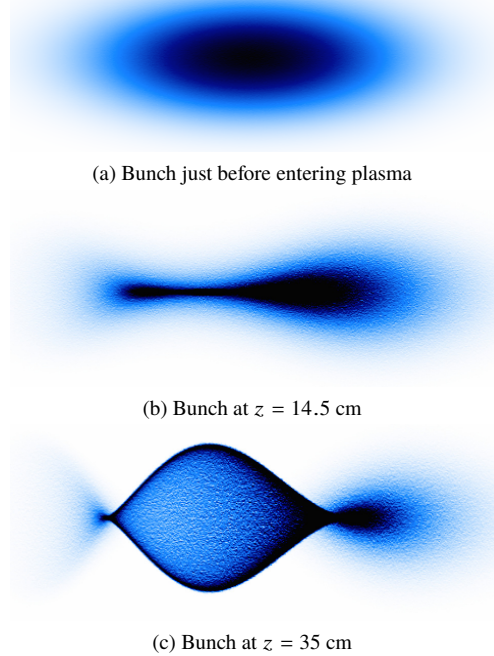 (a) Bunch just before entering plasma
(b) Bunch at z = 14.5 cm
(c) Bunch at z = 35 cm